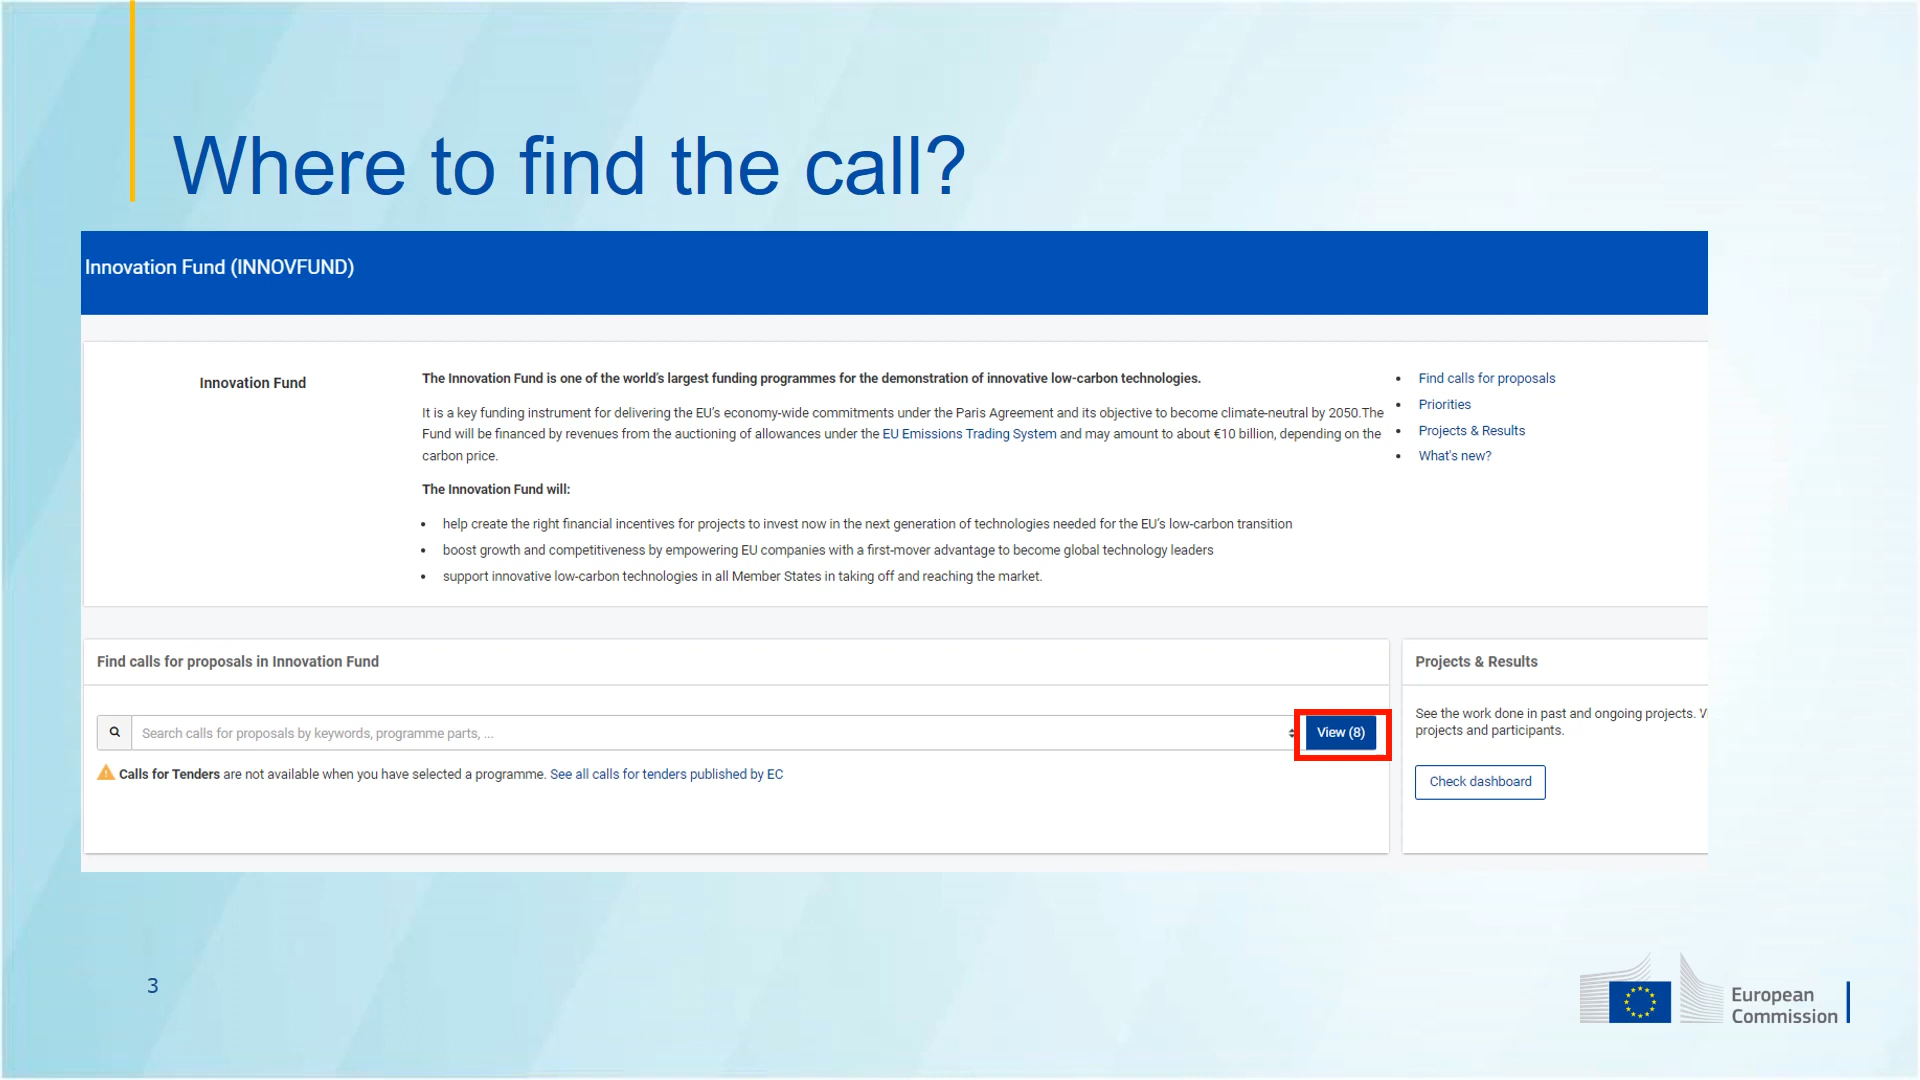 Where to find the call?
Innovation Fund (INNOVFUND)
Innovation Fund
The Innovation Fund is one of the world's largest funding programmes for the demonstration of innovative low-carbon technologies.
It is a key funding instrument for delivering the EU's economy-wide commitments under the Paris Agreement and its objective to become climate-neutral by 2050.The
Fund will be financed by revenues from the auctioning of allowances under the EU Emissions Trading System and may amount to about €10 billion, depending on the
carbon price.
The Innovation Fund will:
• help create the right financial incentives for projects to invest now in the next generation of technologies needed for the EU's low-carbon transition
• boost growth and competitiveness by empowering EU companies with a first-mover advantage to become global technology leaders
• support innovative low-carbon technologies in all Member States in taking off and reaching the market.
• Find calls for proposals
• Priorities
• Projects & Results
• What's new?
Find calls for proposals in Innovation Fund
Search calls for proposals by keywords, programme parts, ...
View (8)
Calls for Tenders are not available when you have selected a programme. See all calls for tenders published by EC
Projects & Results
See the work done in past and ongoing projects. V
projects and participants.
Check dashboard
3
European
Commission